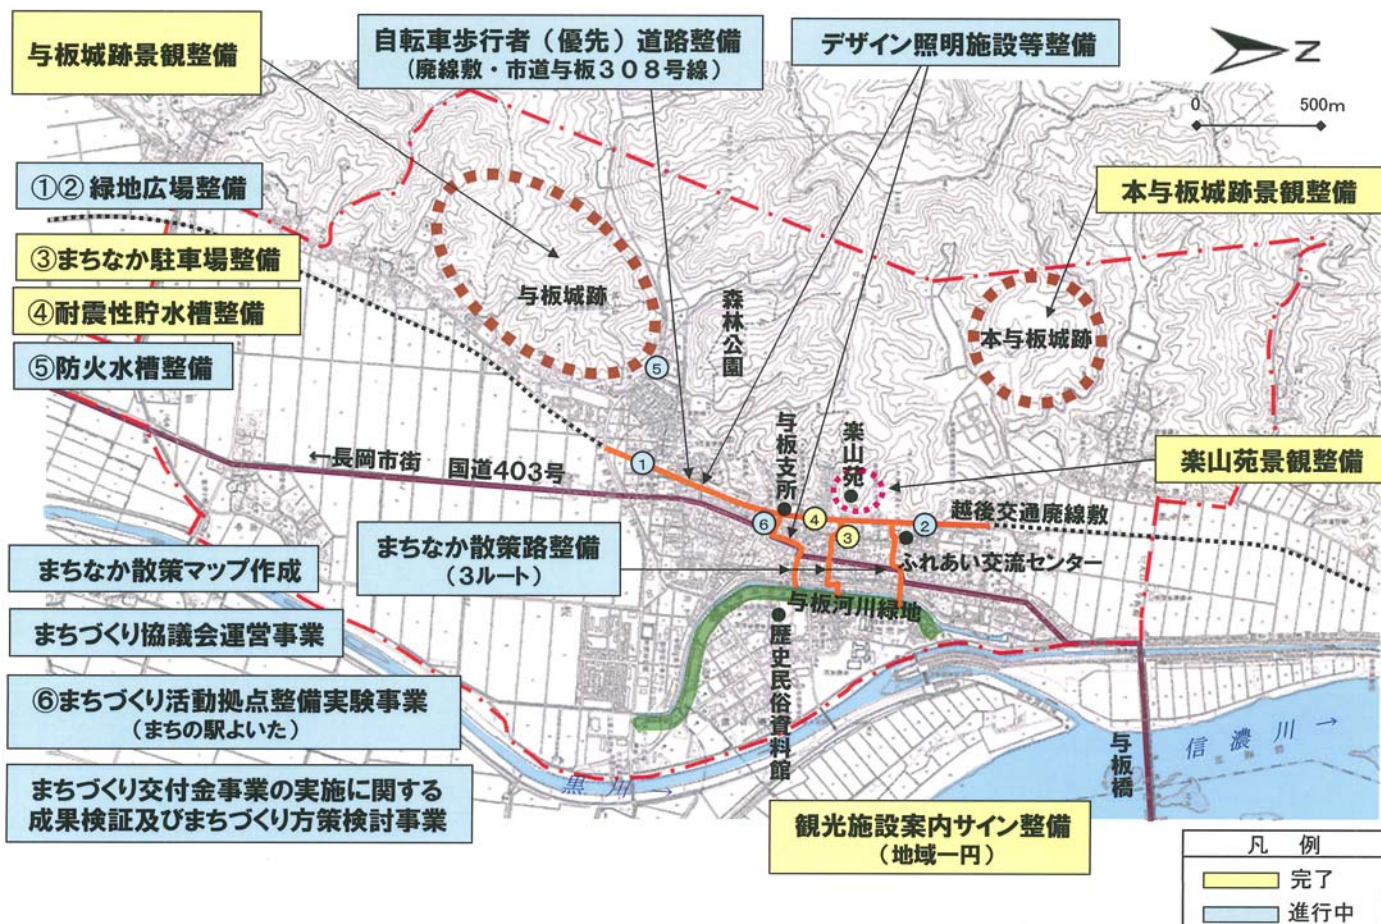 与板城跡景観整備
自転車歩行者(優先)道路整備
(廃線敷・市道与板308号線)
デザイン照明施設等整備
Z
0 500m
①② 緑地広場整備
③まちなか駐車場整備
④耐震性貯水槽整備
⑤防火水槽整備
本与板城跡景観整備
与板城跡
森林公園
本与板城跡
⑤
①
←長岡市街 国道403号
与板支所
楽山苑
楽山苑景観整備
⑥
④
③
②
越後交通廃線敷
ふれあい交流センター
まちなか散策路整備
(3ルート)
与板河川緑地
歴史民俗資料館
まちなか散策マップ作成
まちづくり協議会運営事業
⑥まちづくり活動拠点整備実験事業
(まちの駅よいた)
まちづくり交付金事業の実施に関する
成果検証及びまちづくり方策検討事業
黒川→
信濃川→
与板橋
観光施設案内サイン整備
(地域一円)
凡 例
完了
進行中